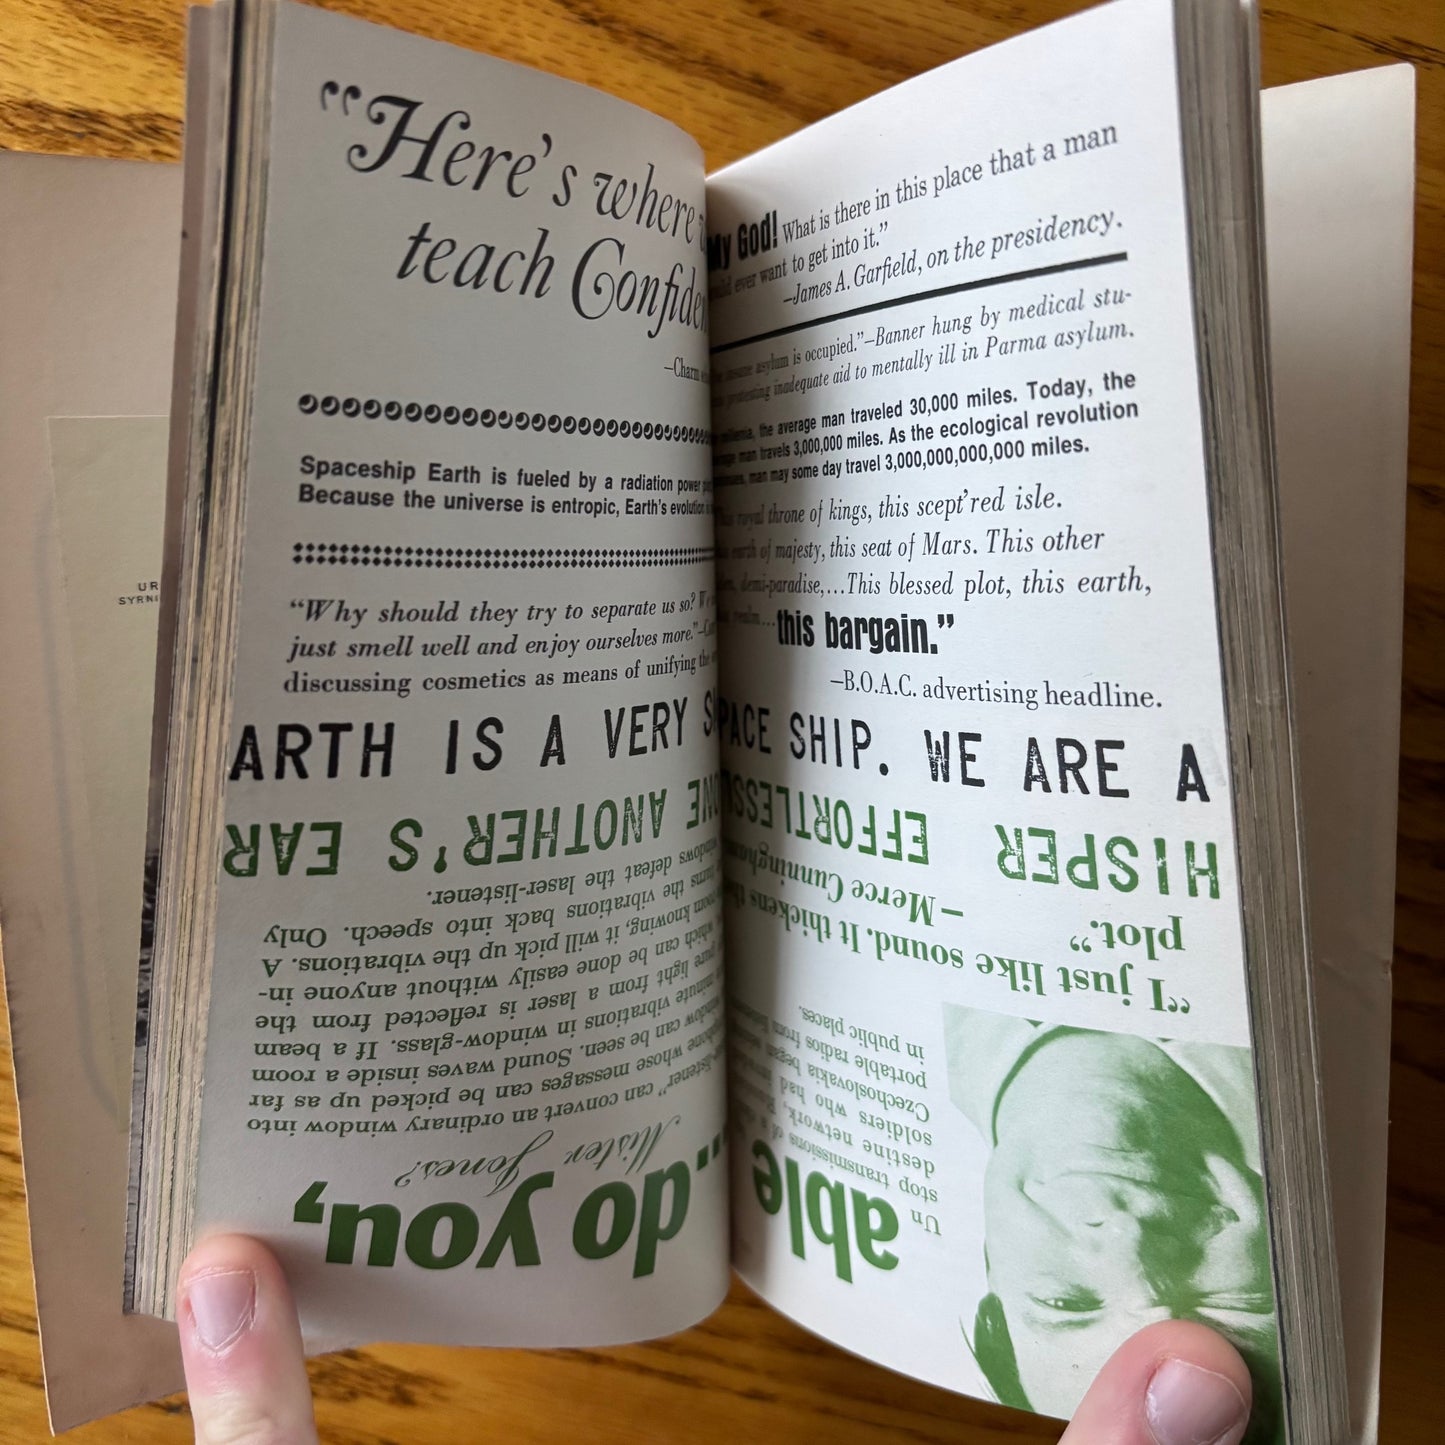 “Here’s where
teach
–Charm
Spaceship Earth is fueled by a radiation power
Because the universe is entropic, Earth’s evolution
“Why should they try to separate us so?
just smell well and enjoy ourselves more.”
discussing cosmetics as means of unifying the
ARTH IS A VERY
ONE ANOTHER’S EAR
My God! What is there in this place that a man
ever want to get into it.”
–James A. Garfield, on the presidency.
insane asylum is occupied.”–Banner hung by medical stu-
protesting inadequate aid to mentally ill in Parma asylum.
the average man traveled 30,000 miles. Today, the
man travels 3,000,000 miles. As the ecological revolution
man may some day travel 3,000,000,000,000 miles.
royal throne of kings, this scept’red isle.
earth of majesty, this seat of Mars. This other
demi-paradise,...This blessed plot, this earth,
realm...this bargain.”
–B.O.A.C. advertising headline.
PACE SHIP. WE ARE A
HISPER EFFORTLESS
“I just like sound. It thickens the
plot.”
– Merce Cunningham
Un
able
stop transmissions of a
destine network,
soldiers who had
Czechoslovakia began
portable radios from
in public places.
..do you,
Mister Jones?
listener” can convert an ordinary window into
whose messages can be picked up as far
can be seen. Sound waves inside a room
minute vibrations in window-glass. If a beam
pure light from a laser is reflected from the
which can be done easily without anyone in-
knowing, it will pick up the vibrations. A
turns the vibrations back into speech. Only
windows defeat the laser-listener.
UR
SYRN